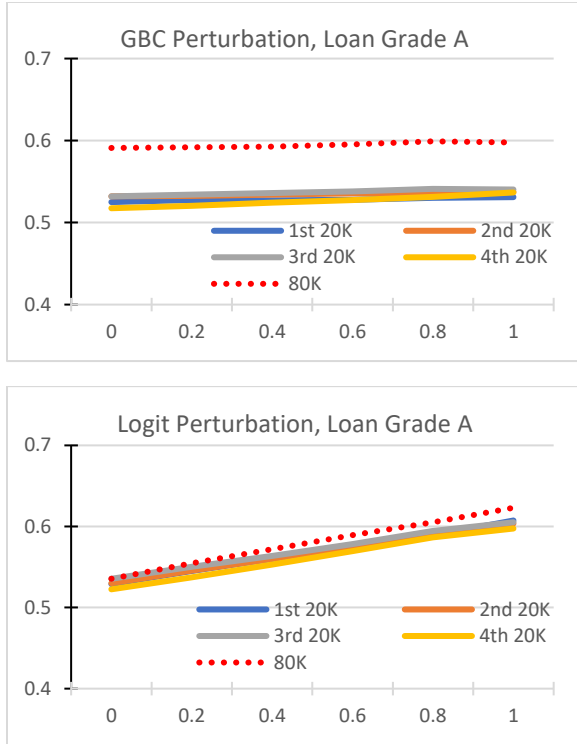 GBC Perturbation, Loan Grade A
0.7
0.6
0.5
1st 20K 2nd 20K
3rd 20K 4th 20K
80K
0.4
0 0.2 0.4 0.6 0.8 1
Logit Perturbation, Loan Grade A
0.7
0.6
0.5
1st 20K 2nd 20K
3rd 20K 4th 20K
80K
0.4
0 0.2 0.4 0.6 0.8 1